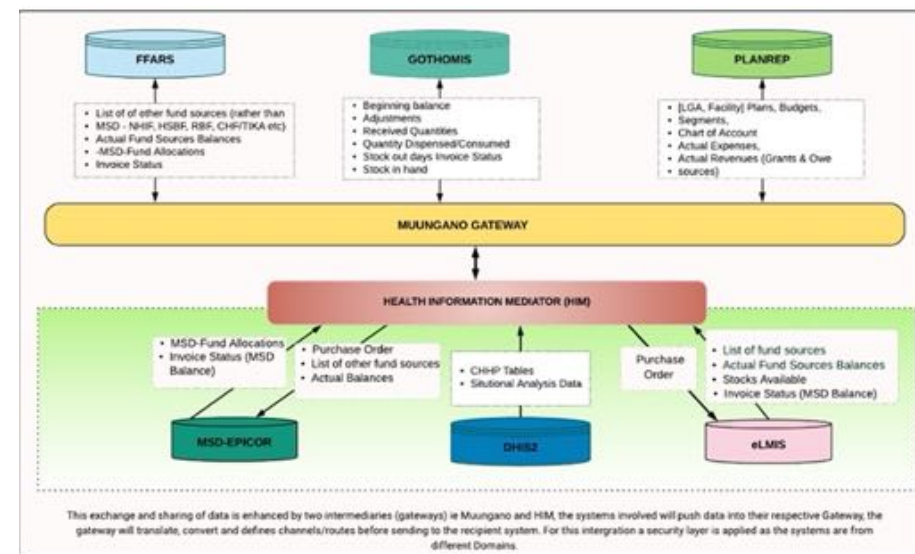 FFARS
GOTHOMIS
PLANREP
• List of of other fund sources (rather than
• MSD - NHIF, HSBF, RBF, CHF/TIKA etc)
• Actual Fund Sources Balances
• -MSD-Fund Allocations
• Invoice Status
• Beginning balance
• Adjustments
• Received Quantities
• Quantity Dispensed/Consumed
• Stock out days Invoice Status
• Stock in hand
• [LGA, Facility] Plans, Budgets,
• Segments,
• Chart of Account
• Actual Expenses,
• Actual Revenues (Grants & Owe
• sources)
MUUNGANO GATEWAY
HEALTH INFORMATION MEDIATOR (HIM)
• MSD-Fund Allocations
• Invoice Status (MSD
Balance)
• Purchase Order
• List of other fund sources
• Actual Balances
• CHHP Tables
• Situtional Analysis Data
Purchase
Order
• List of fund sources
• Actual Fund Sources Balances
• Stocks Available
• Invoice Status (MSD Balance)
MSD-EPICOR
DHIS2
eLMIS
This exchange and sharing of data is enhanced by two intermediaries (gateways) ie Muungano and HIM, the systems involved will push data into their respective Gateway, the
gateway will translate, convert and defines channels/routes before sending to the recipient system. For this intergration a security layer is applied as the systems are from
different Domains.